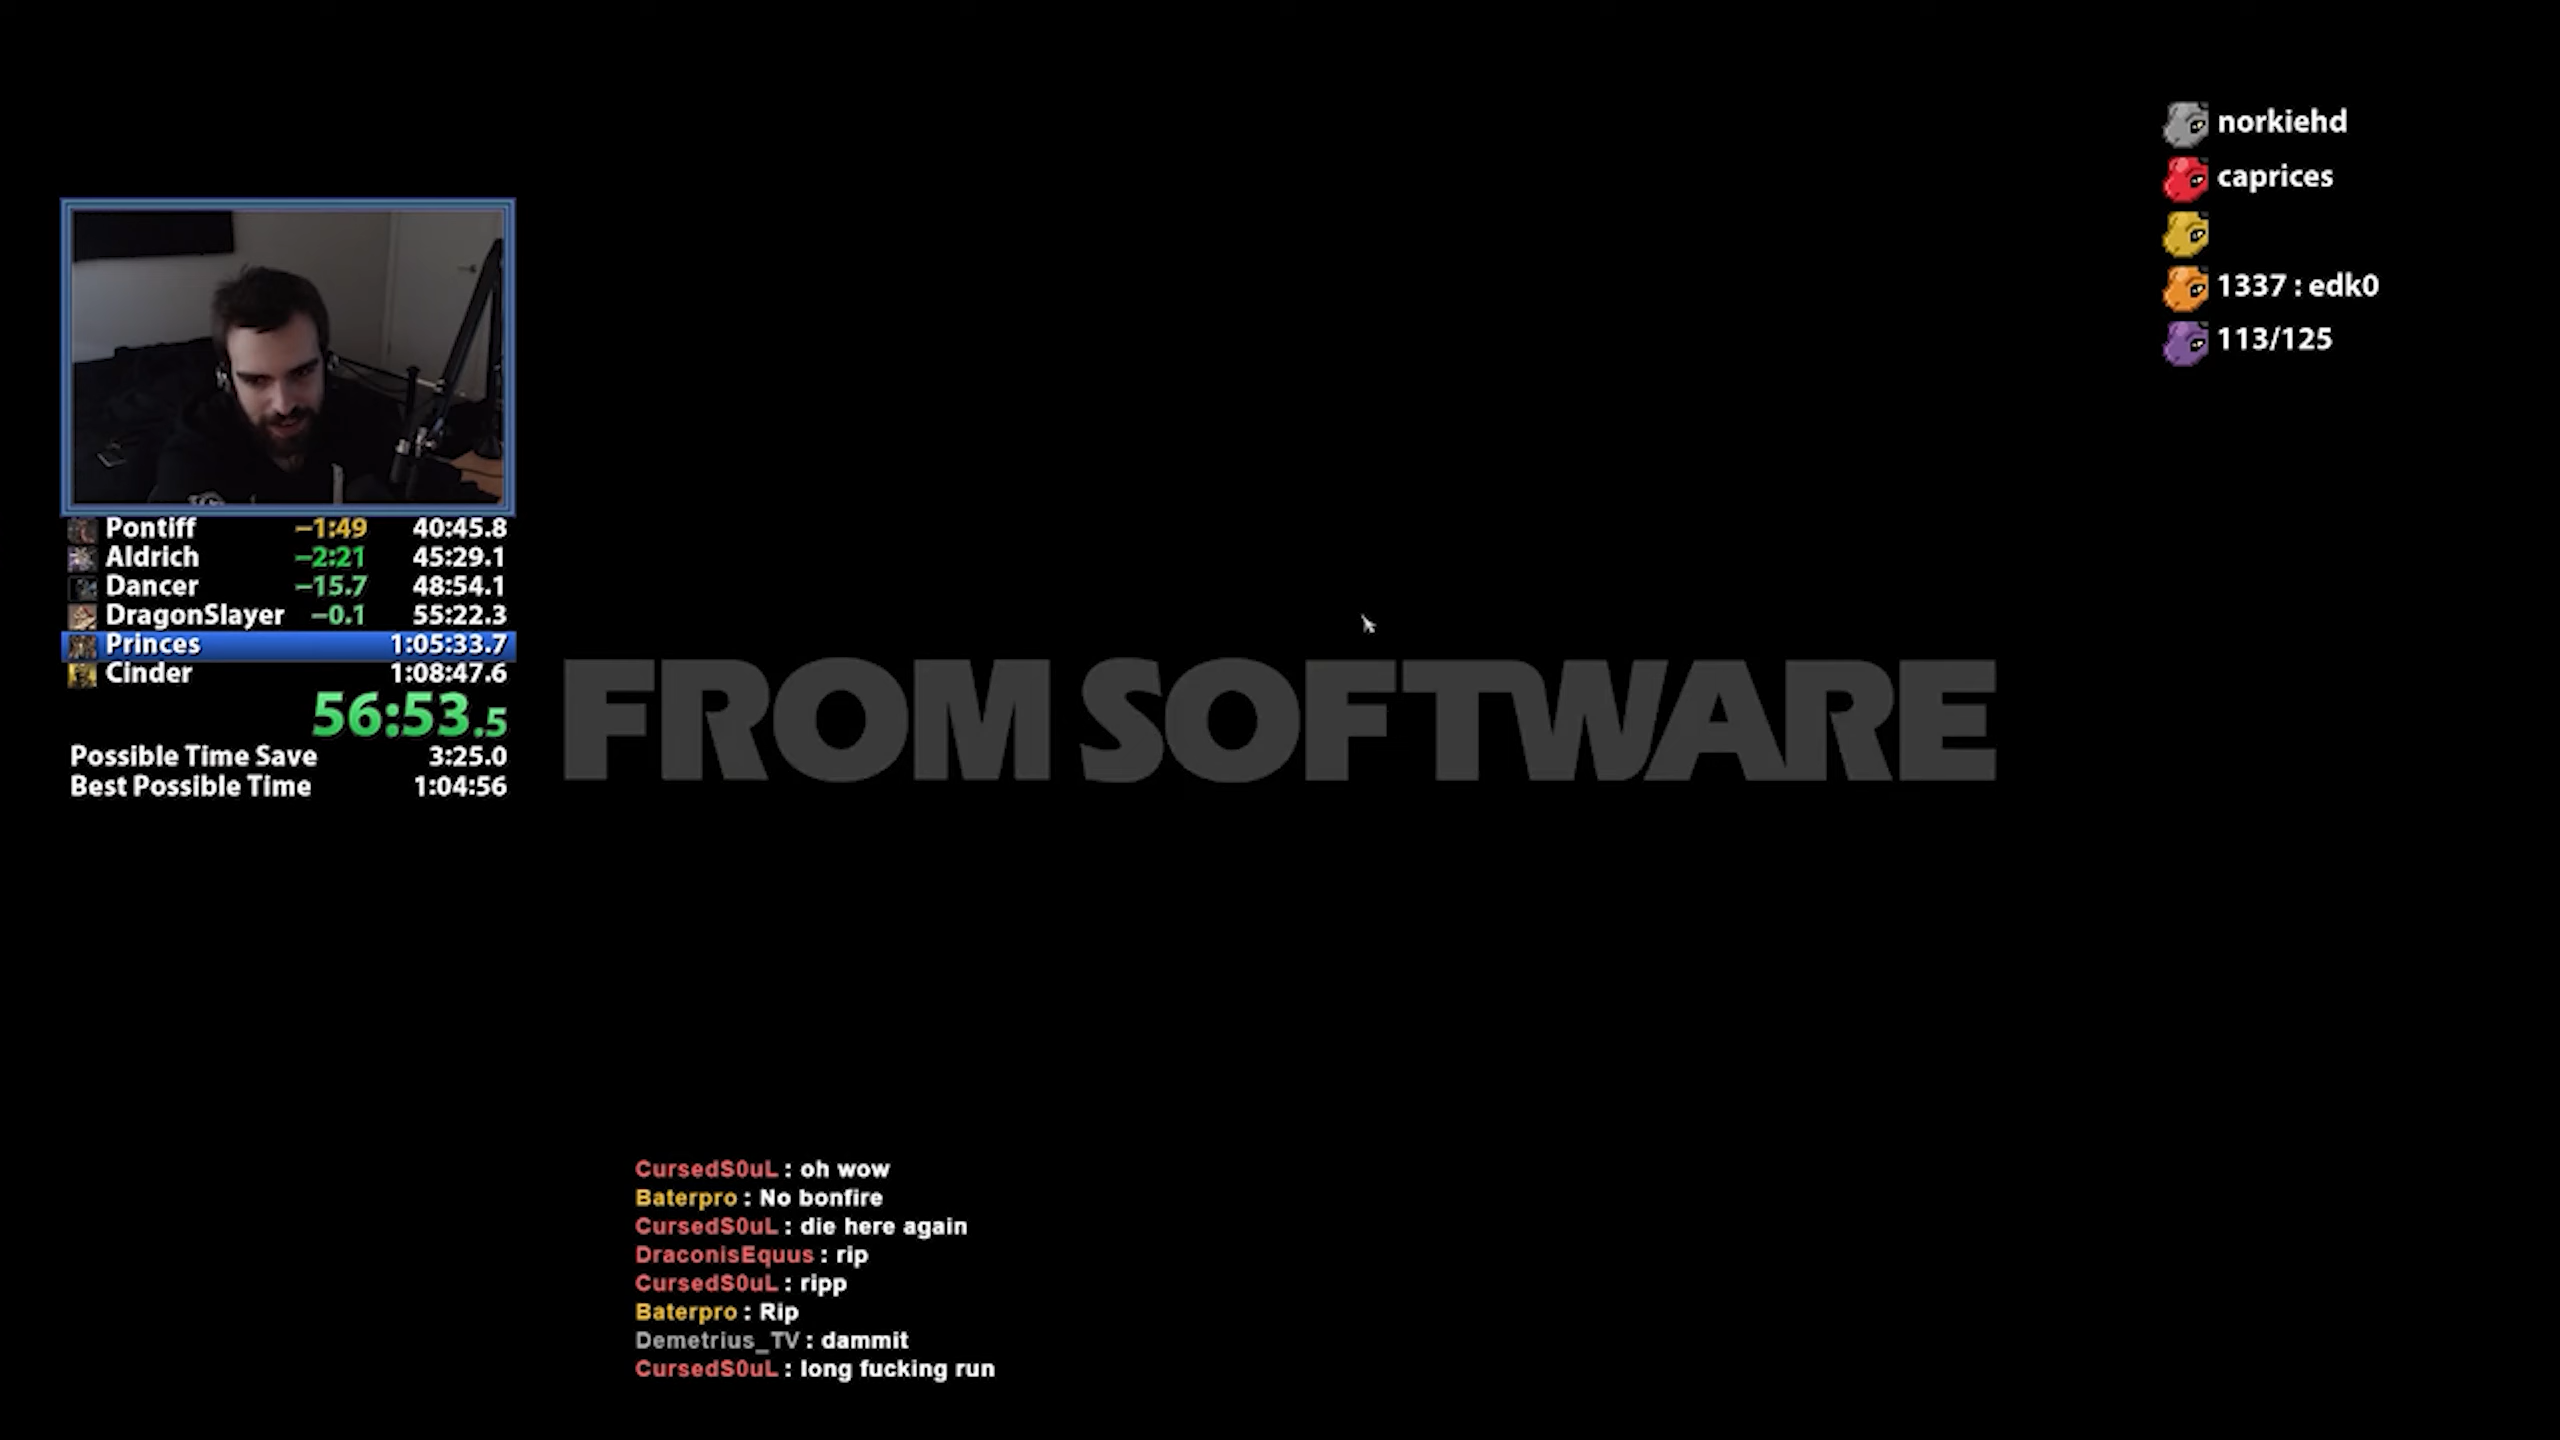 norkiehd
caprices
1337 : edk0
113/125
Pontiff −1:49 40:45.8
Aldrich −2:21 45:29.1
Dancer −15.7 48:54.1
DragonSlayer −0.1 55:22.3
Princes 1:05:33.7
Cinder 1:08:47.6
56:53.5
Possible Time Save 3:25.0
Best Possible Time 1:04:56
FROM SOFTWARE
CursedS0uL : oh wow
Baterpro : No bonfire
CursedS0uL : die here again
DraconisEquus : rip
CursedS0uL : ripp
Baterpro : Rip
Demetrius_TV : dammit
CursedS0uL : long fucking run